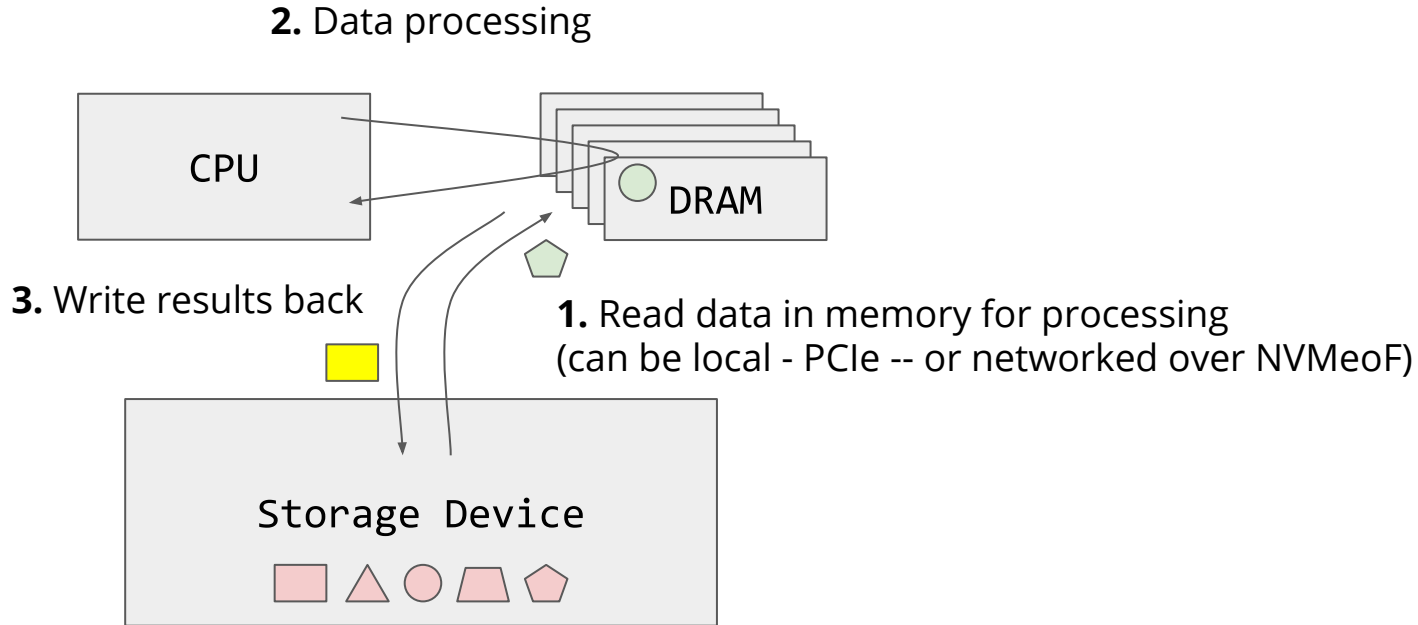 2. Data processing
CPU
DRAM
3. Write results back
1. Read data in memory for processing
(can be local - PCIe -- or networked over NVMeoF)
Storage Device